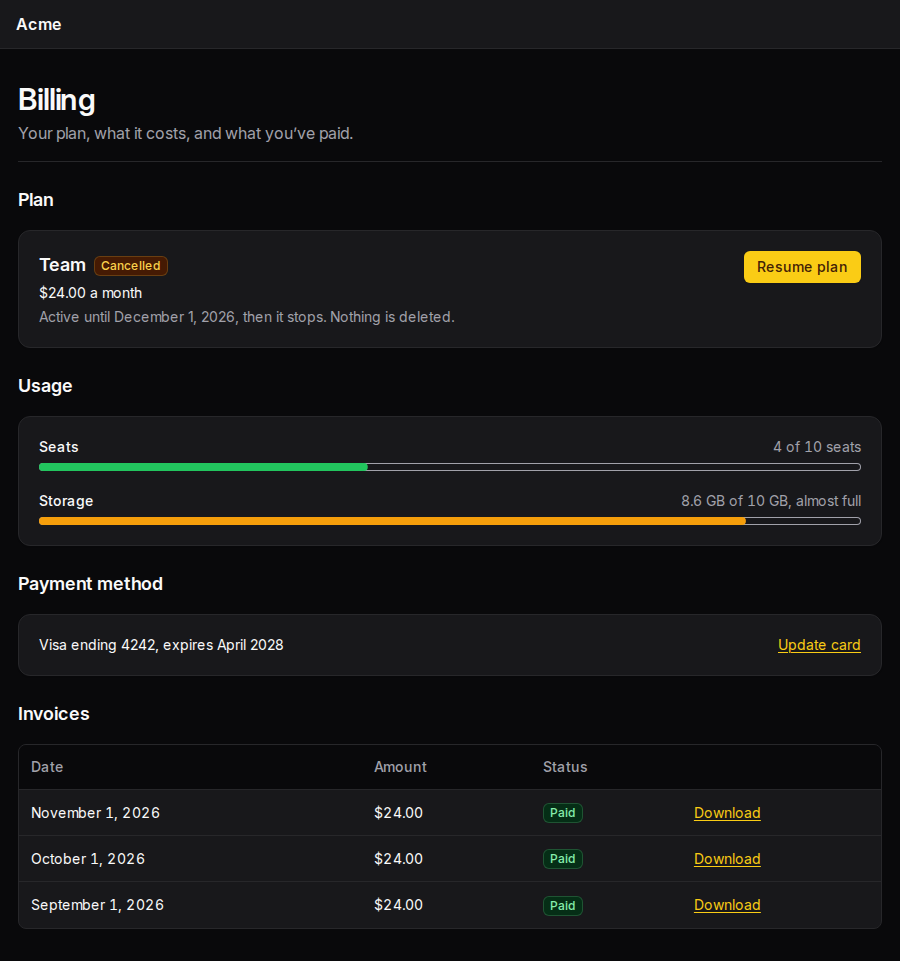 Acme
Billing
Your plan, what it costs, and what you've paid.
Plan
Team Cancelled
Resume plan
$24.00 a month
Active until December 1, 2026, then it stops. Nothing is deleted.
Usage
Seats 4 of 10 seats
Storage 8.6 GB of 10 GB, almost full
Payment method
Visa ending 4242, expires April 2028 Update card
Invoices
Date Amount Status
November 1, 2026 $24.00 Paid Download
October 1, 2026 $24.00 Paid Download
September 1, 2026 $24.00 Paid Download